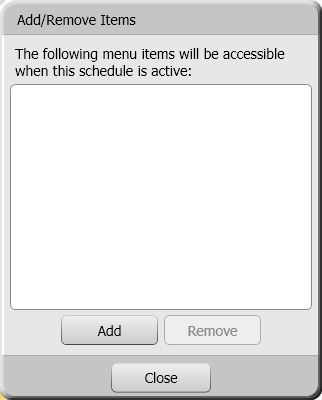 Add/Remove Items
The following menu items will be accessible
when this schedule is active:
Add
Remove
Close